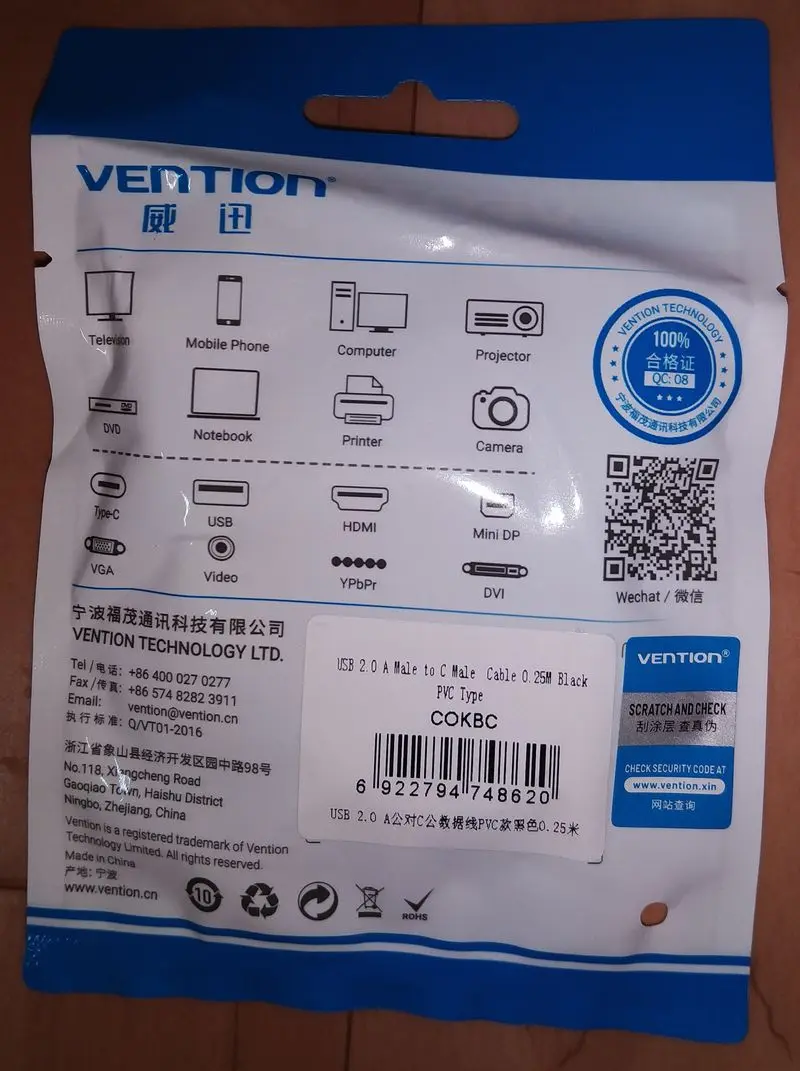 VENTION®
威迅
Television
Mobile Phone
Computer
Projector
DVD
DVD
Notebook
Printer
Camera
Type-C
USB
HDMI
Mini DP
VGA
Video
YPbPr
DVI
VENTION TECHNOLOGY
100%
合格证
QC: 08
宁波福茂通讯科技有限公司
Wechat / 微信
宁波福茂通讯科技有限公司
VENTION TECHNOLOGY LTD.
Tel / 电话: +86 400 027 0277
Fax / 传真: +86 574 8282 3911
Email: vention@vention.cn
执行标准: Q/VT01-2016
浙江省象山县经济开发区园中路98号
No.118, Xiangcheng Road
Gaoqiao Town, Haishu District
Ningbo, Zhejiang, China
Vention is a registered trademark of Vention
Technology Limited. All rights reserved.
Made in China
产地: 宁波
www.vention.cn
10
ROHS
USB 2.0 A Male to C Male Cable 0.25M Black
PVC Type
COKBC
6 922794 748620
USB 2.0 A公对C公数据线PVC款黑色0.25米
VENTION®
SCRATCH AND CHECK
刮涂层 查真伪
CHECK SECURITY CODE AT
www.vention.xin
网站查询